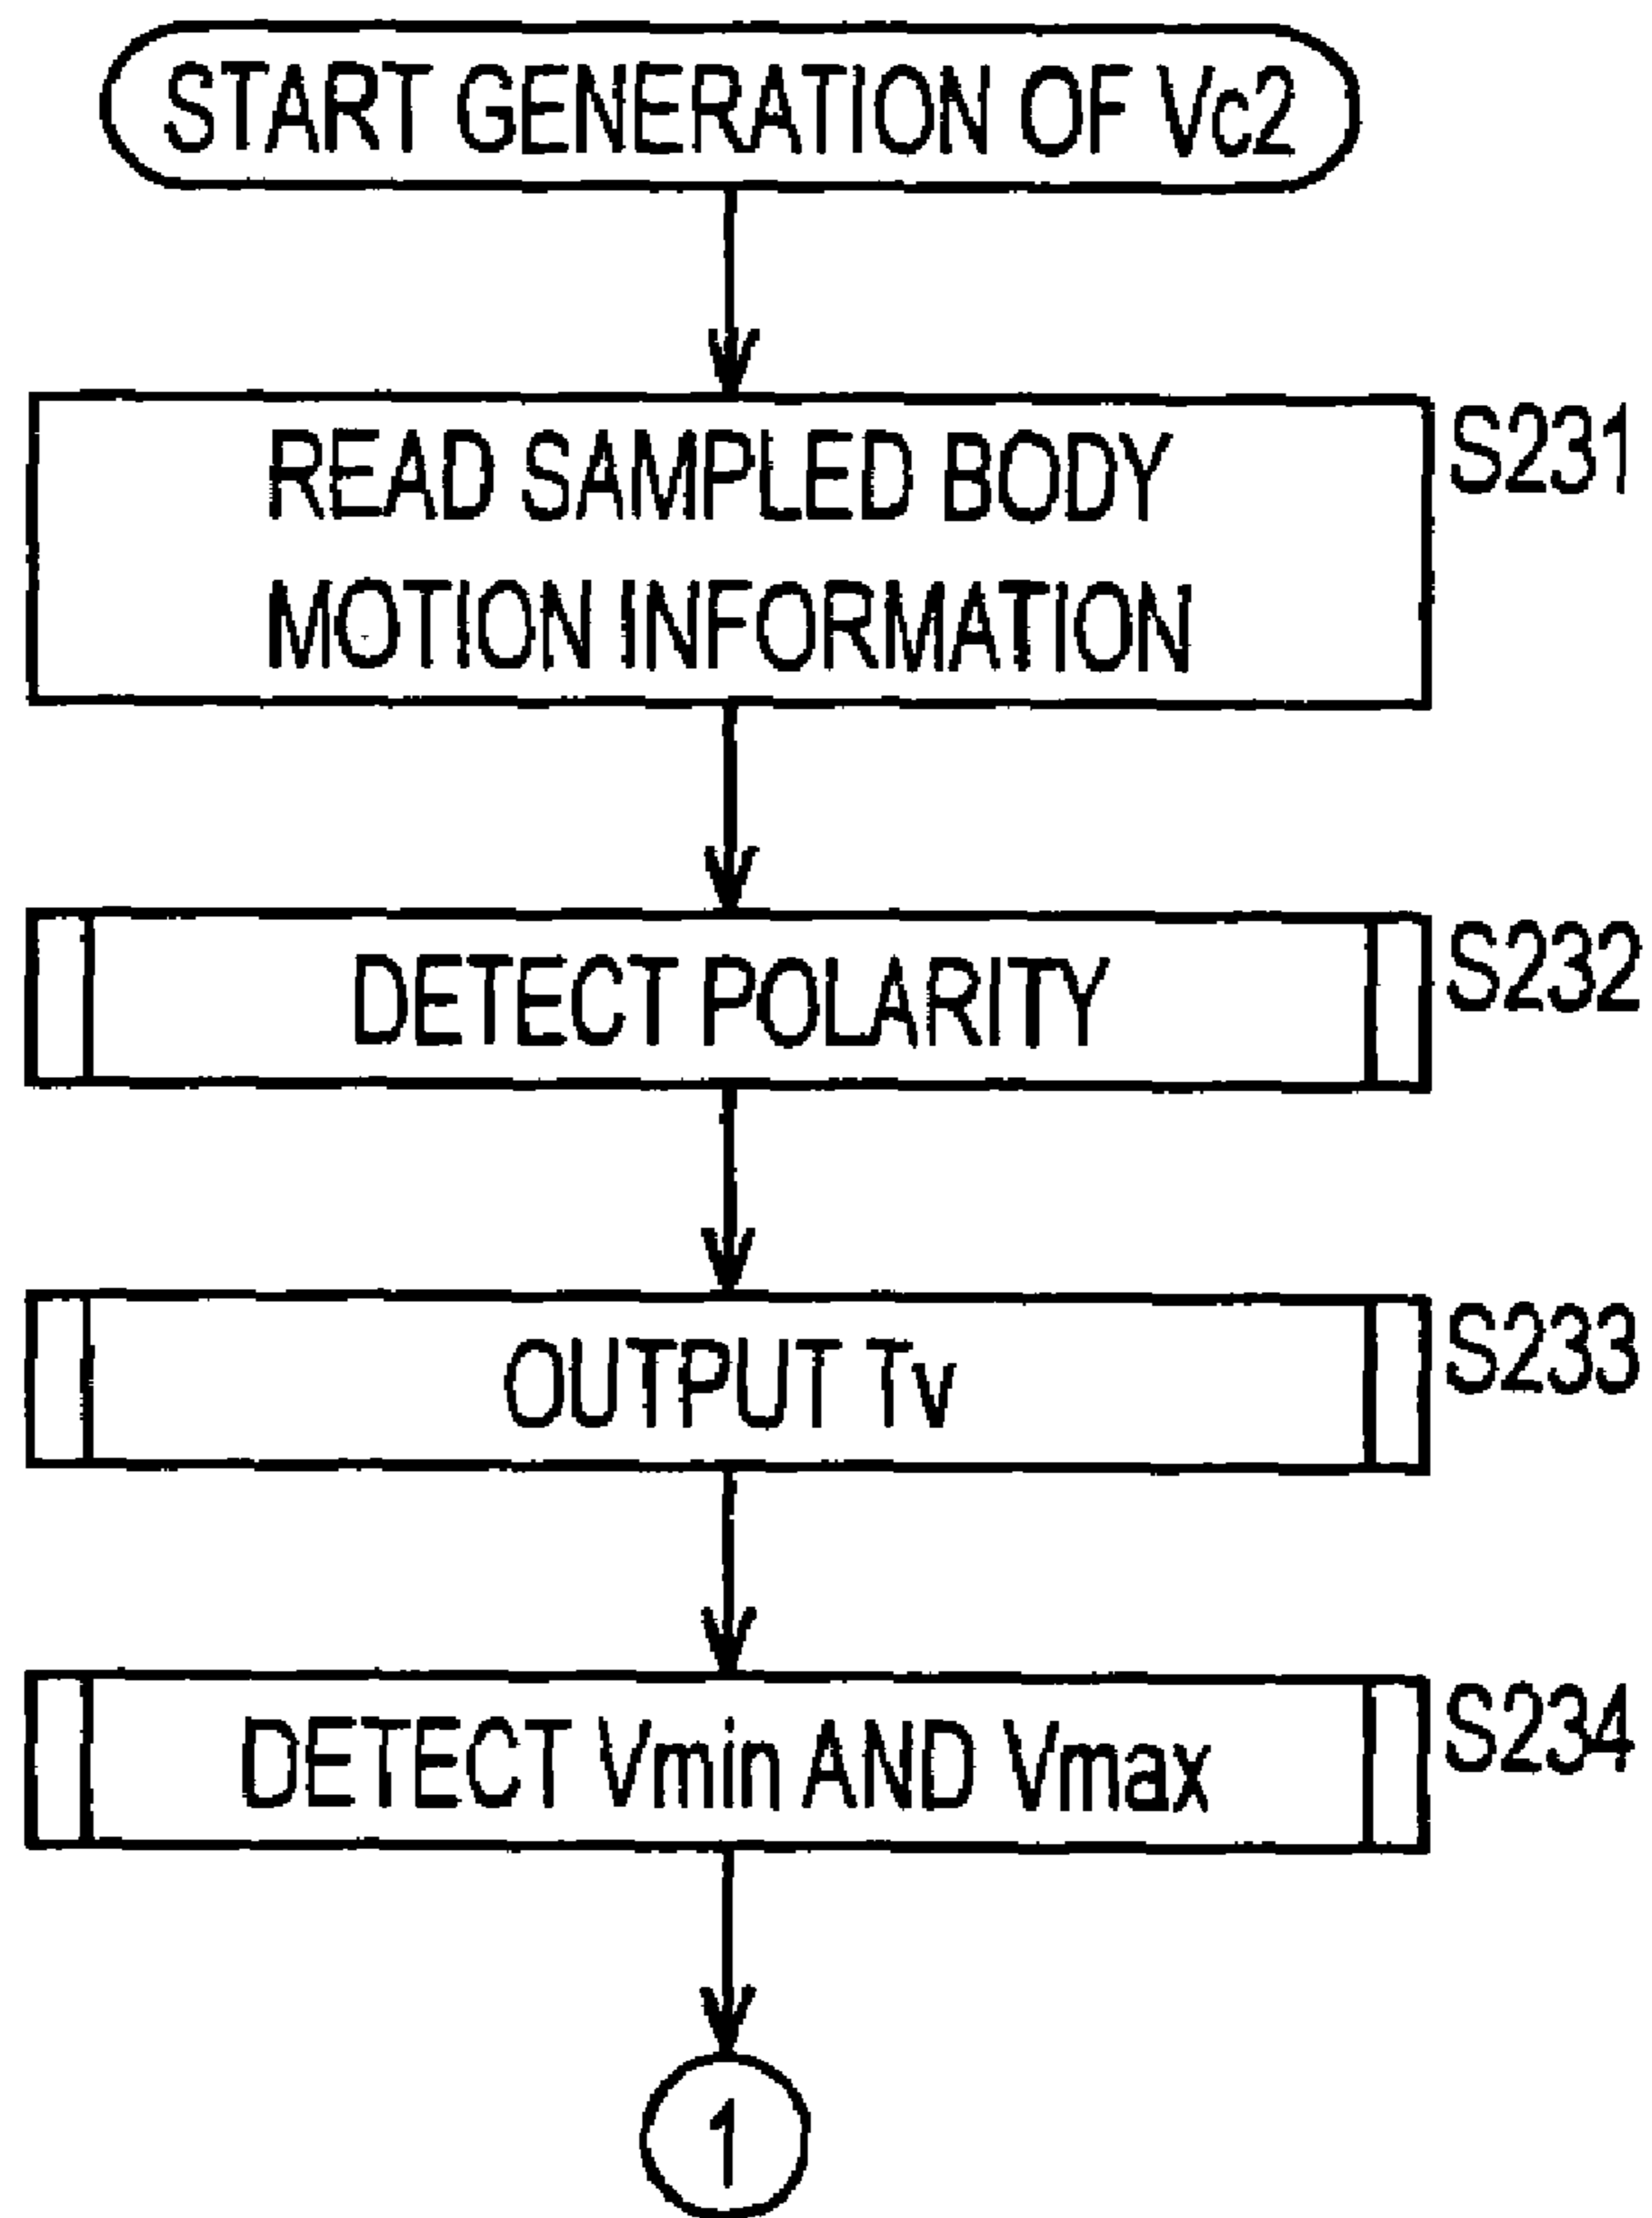 START GENERATION OF Vc2
READ SAMPLED BODY
MOTION INFORMATION
S231
DETECT POLARITY
S232
OUTPUT Tv
S233
DETECT Vmin AND Vmax
S234
1